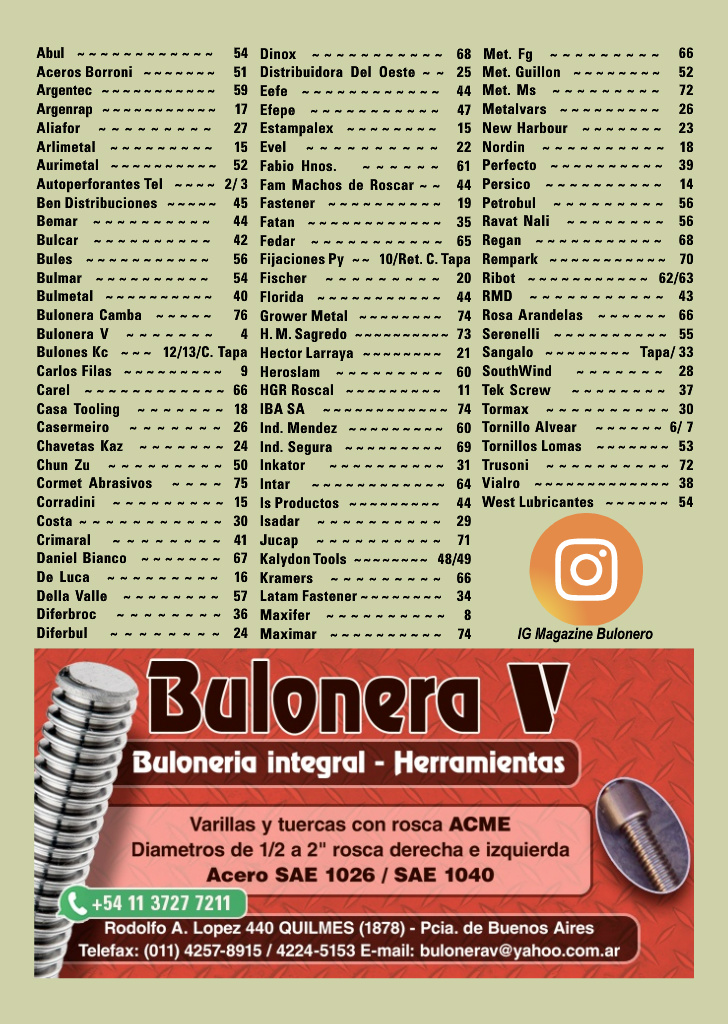 Abul ~ ~ ~ ~ ~ ~ ~ ~ ~ ~ ~ ~ 54
Aceros Borroni ~ ~ ~ ~ ~ ~ ~ 51
Argentec ~ ~ ~ ~ ~ ~ ~ ~ ~ ~ ~ 59
Argenrap ~ ~ ~ ~ ~ ~ ~ ~ ~ ~ 17
Aliafor ~ ~ ~ ~ ~ ~ ~ ~ ~ 27
Arlimetal ~ ~ ~ ~ ~ ~ ~ ~ ~ 15
Aurimetal ~ ~ ~ ~ ~ ~ ~ ~ ~ 52
Autoperforantes Tel ~ ~ ~ ~ 2/ 3
Ben Distribuciones ~ ~ ~ ~ ~ 45
Bemar ~ ~ ~ ~ ~ ~ ~ ~ ~ 44
Bulcar ~ ~ ~ ~ ~ ~ ~ ~ ~ 42
Bules ~ ~ ~ ~ ~ ~ ~ ~ ~ ~ ~ 56
Bulmar ~ ~ ~ ~ ~ ~ ~ ~ ~ 54
Bulmetal ~ ~ ~ ~ ~ ~ ~ ~ ~ ~ 40
Bulonera Camba ~ ~ ~ ~ ~ 76
Bulonera V ~ ~ ~ ~ ~ ~ ~ 4
Bulones Kc ~ ~ ~ 12/13/C. Tapa
Carlos Filas ~ ~ ~ ~ ~ ~ ~ ~ ~ 9
Carel ~ ~ ~ ~ ~ ~ ~ ~ ~ ~ ~ 66
Casa Tooling ~ ~ ~ ~ ~ ~ ~ 18
Casermeiro ~ ~ ~ ~ ~ ~ ~ 26
Chavetas Kaz ~ ~ ~ ~ ~ ~ ~ 24
Chun Zu ~ ~ ~ ~ ~ ~ ~ ~ ~ 50
Cormet Abrasivos ~ ~ ~ ~ 75
Corradini ~ ~ ~ ~ ~ ~ ~ ~ ~ 15
Costa ~ ~ ~ ~ ~ ~ ~ ~ ~ ~ ~ 30
Crimaral ~ ~ ~ ~ ~ ~ ~ ~ 41
Daniel Bianco ~ ~ ~ ~ ~ ~ ~ 67
De Luca ~ ~ ~ ~ ~ ~ ~ ~ ~ 16
Della Valle ~ ~ ~ ~ ~ ~ ~ ~ 57
Diferbroc ~ ~ ~ ~ ~ ~ ~ ~ 36
Diferbul ~ ~ ~ ~ ~ ~ ~ ~ 24
Dinox ~ ~ ~ ~ ~ ~ ~ ~ ~ ~ ~ 68
Distribuidora Del Oeste ~ ~ 25
Eefe ~ ~ ~ ~ ~ ~ ~ ~ ~ ~ ~ ~ 44
Efepe ~ ~ ~ ~ ~ ~ ~ ~ ~ ~ ~ 47
Estampalex ~ ~ ~ ~ ~ ~ ~ ~ 15
Evel ~ ~ ~ ~ ~ ~ ~ ~ ~ ~ 22
Fabio Hnos. ~ ~ ~ ~ ~ ~ 61
Fam Machos de Roscar ~ ~ 44
Fastener ~ ~ ~ ~ ~ ~ ~ ~ ~ ~ 19
Fatan ~ ~ ~ ~ ~ ~ ~ ~ ~ ~ ~ 35
Fedar ~ ~ ~ ~ ~ ~ ~ ~ ~ ~ ~ 65
Fijaciones Py ~ ~ 10/Ret. C. Tapa
Fischer ~ ~ ~ ~ ~ ~ ~ ~ ~ 20
Florida ~ ~ ~ ~ ~ ~ ~ ~ ~ ~ 44
Grower Metal ~ ~ ~ ~ ~ ~ ~ ~ 74
H. M. Sagredo ~ ~ ~ ~ ~ ~ ~ ~ ~ 73
Hector Larraya ~ ~ ~ ~ ~ ~ ~ 21
Heroslam ~ ~ ~ ~ ~ ~ ~ ~ ~ 60
HGR Roscal ~ ~ ~ ~ ~ ~ ~ ~ 11
IBA SA ~ ~ ~ ~ ~ ~ ~ ~ ~ ~ ~ ~ 74
Ind. Mendez ~ ~ ~ ~ ~ ~ ~ ~ 60
Ind. Segura ~ ~ ~ ~ ~ ~ ~ ~ 69
Inkator ~ ~ ~ ~ ~ ~ ~ ~ ~ 31
Intar ~ ~ ~ ~ ~ ~ ~ ~ ~ ~ ~ 64
Is Productos ~ ~ ~ ~ ~ ~ ~ ~ 44
Isadar ~ ~ ~ ~ ~ ~ ~ ~ ~ 29
Jucap ~ ~ ~ ~ ~ ~ ~ ~ ~ ~ 71
Kalydon Tools ~ ~ ~ ~ ~ ~ ~ ~ 48/49
Kramers ~ ~ ~ ~ ~ ~ ~ ~ ~ 66
Latam Fastener ~ ~ ~ ~ ~ ~ ~ ~ 34
Maxifer ~ ~ ~ ~ ~ ~ ~ ~ ~ ~ 8
Maximar ~ ~ ~ ~ ~ ~ ~ ~ ~ ~ 74
Met. Fg ~ ~ ~ ~ ~ ~ ~ ~ ~ 66
Met. Guillon ~ ~ ~ ~ ~ ~ ~ ~ 52
Met. Ms ~ ~ ~ ~ ~ ~ ~ ~ ~ ~ 72
Metalvars ~ ~ ~ ~ ~ ~ ~ ~ ~ 26
New Harbour ~ ~ ~ ~ ~ ~ ~ 23
Nordin ~ ~ ~ ~ ~ ~ ~ ~ ~ ~ 18
Perfecto ~ ~ ~ ~ ~ ~ ~ ~ ~ ~ 39
Persico ~ ~ ~ ~ ~ ~ ~ ~ ~ ~ 14
Petrobul ~ ~ ~ ~ ~ ~ ~ ~ ~ ~ 56
Ravat Nali ~ ~ ~ ~ ~ ~ ~ ~ 56
Regan ~ ~ ~ ~ ~ ~ ~ ~ ~ ~ ~ 68
Rempark ~ ~ ~ ~ ~ ~ ~ ~ ~ ~ 70
Ribot ~ ~ ~ ~ ~ ~ ~ ~ ~ ~ ~ 62/63
RMD ~ ~ ~ ~ ~ ~ ~ ~ ~ ~ 43
Rosa Arandelas ~ ~ ~ ~ ~ ~ 66
Serenelli ~ ~ ~ ~ ~ ~ ~ ~ ~ ~ 55
Sangalo ~ ~ ~ ~ ~ ~ ~ ~ Tapa/ 33
SouthWind ~ ~ ~ ~ ~ ~ ~ 28
Tek Screw ~ ~ ~ ~ ~ ~ ~ ~ 37
Tormax ~ ~ ~ ~ ~ ~ ~ ~ ~ ~ 30
Tornillo Alvear ~ ~ ~ ~ ~ ~ 6/ 7
Tornillos Lomas ~ ~ ~ ~ ~ ~ ~ 53
Trusoni ~ ~ ~ ~ ~ ~ ~ ~ ~ ~ 72
Vialro ~ ~ ~ ~ ~ ~ ~ ~ ~ ~ ~ ~ 38
West Lubricantes ~ ~ ~ ~ ~ ~ 54
IG Magazine Bulonero
Bulonera V
Buloneria integral - Herramientas
Varillas y tuercas con rosca ACME
Diametros de 1/2 a 2" rosca derecha e izquierda
Acero SAE 1026 / SAE 1040
+54 11 3727 7211
Rodolfo A. Lopez 440 QUILMES (1878) - Pcia. de Buenos Aires
Telefax: (011) 4257-8915 / 4224-5153 E-mail: bulonerav@yahoo.com.ar